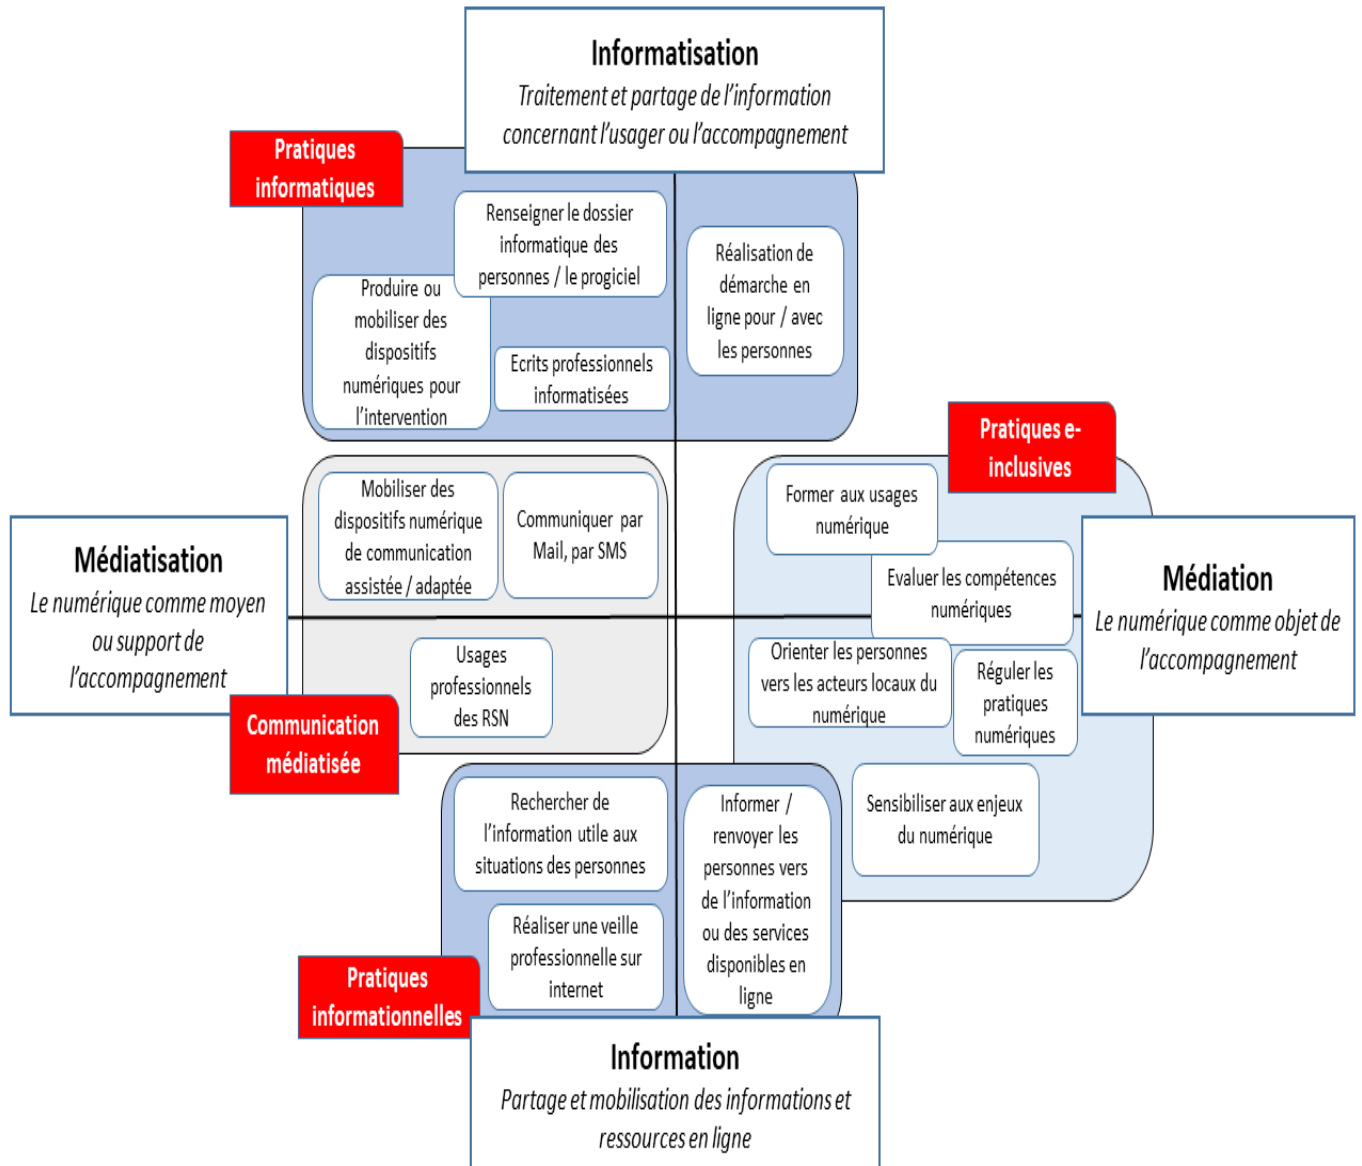 Informatisation
Traitement et partage de l'information
concernant l'usager ou l'accompagnement
Pratiques
informatiques
Renseigner le dossier
informatique des
personnes / le progiciel
Réalisation de
démarche en
ligne pour / avec
les personnes
Produire ou
mobiliser des
dispositifs
numériques pour
l'intervention
Ecrits professionnels
informatisées
Pratiques e-
inclusives
Mobiliser des
dispositifs numérique
de communication
assistée / adaptée
Communiquer par
Mail, par SMS
Former aux usages
numérique
Evaluer les compétences
numériques
Médiatisation
Le numérique comme moyen
ou support de
l'accompagnement
Médiation
Le numérique comme objet de
l'accompagnement
Usages
professionnels
des RSN
Orienter les personnes
vers les acteurs locaux du
numérique
Réguler les
pratiques
numériques
Communication
médiatisée
Rechercher de
l'information utile aux
situations des personnes
Informer /
renvoyer les
personnes vers
de l'information
ou des services
disponibles en
ligne
Sensibiliser aux enjeux
du numérique
Réaliser une veille
professionnelle sur
internet
Pratiques
informationnelles
Information
Partage et mobilisation des informations et
ressources en ligne